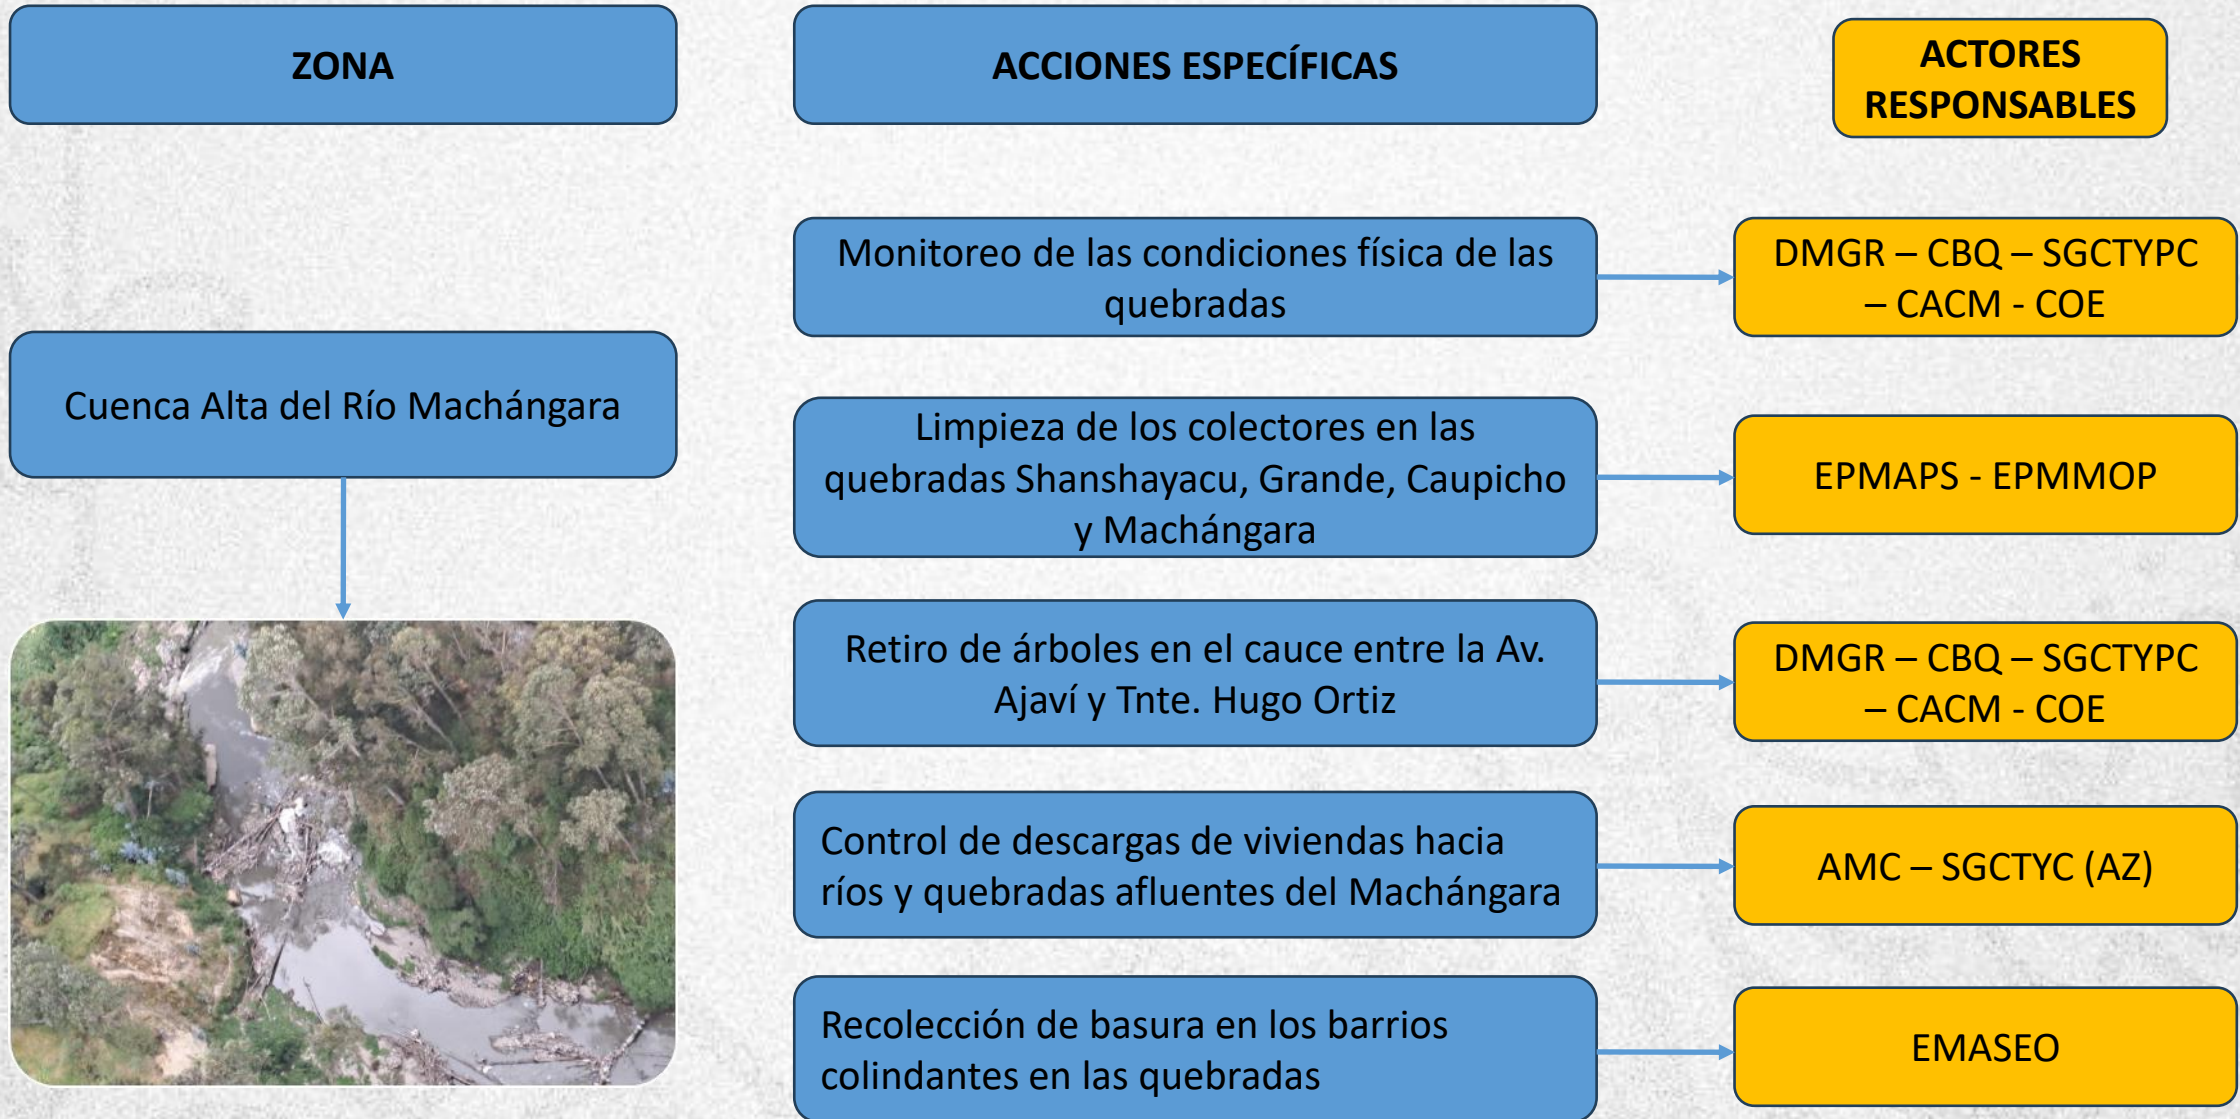 ZONA
ACCIONES ESPECÍFICAS
ACTORES
RESPONSABLES
Cuenca Alta del Río Machángara
Monitoreo de las condiciones física de las
quebradas
DMGR – CBQ – SGCTYPC
– CACM - COE
Limpieza de los colectores en las
quebradas Shanshayacu, Grande, Caupicho
y Machángara
EPMAPS - EPMMOP
Retiro de árboles en el cauce entre la Av.
Ajaví y Tnte. Hugo Ortiz
DMGR – CBQ – SGCTYPC
– CACM - COE
Control de descargas de viviendas hacia
ríos y quebradas afluentes del Machángara
AMC – SGCTYC (AZ)
Recolección de basura en los barrios
colindantes en las quebradas
EMASEO